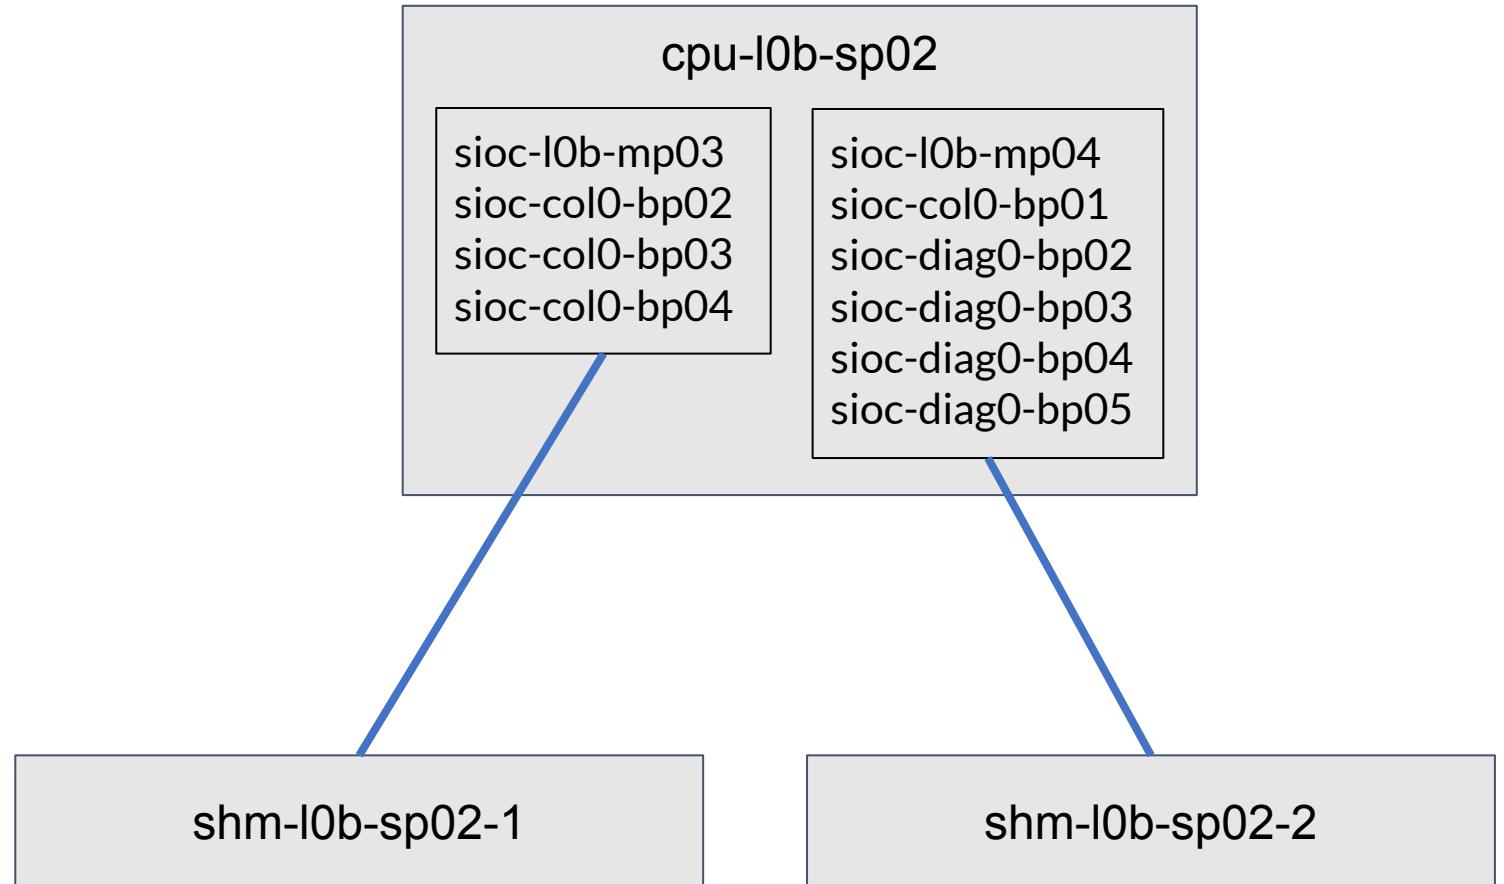 cpu-l0b-sp02
sioc-l0b-mp03
sioc-col0-bp02
sioc-col0-bp03
sioc-col0-bp04
sioc-l0b-mp04
sioc-col0-bp01
sioc-diag0-bp02
sioc-diag0-bp03
sioc-diag0-bp04
sioc-diag0-bp05
shm-l0b-sp02-1
shm-l0b-sp02-2